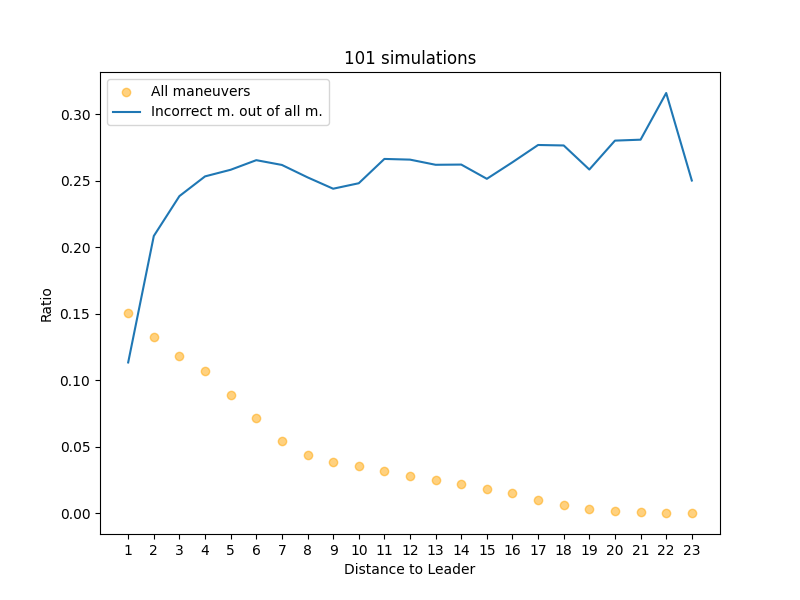 101 simulations
All maneuvers
Incorrect m. out of all m.
0.30
0.25
0.20
0.15
0.10
0.05
0.00
Ratio
1 2 3 4 5 6 7 8 9 10 11 12 13 14 15 16 17 18 19 20 21 22 23
Distance to Leader